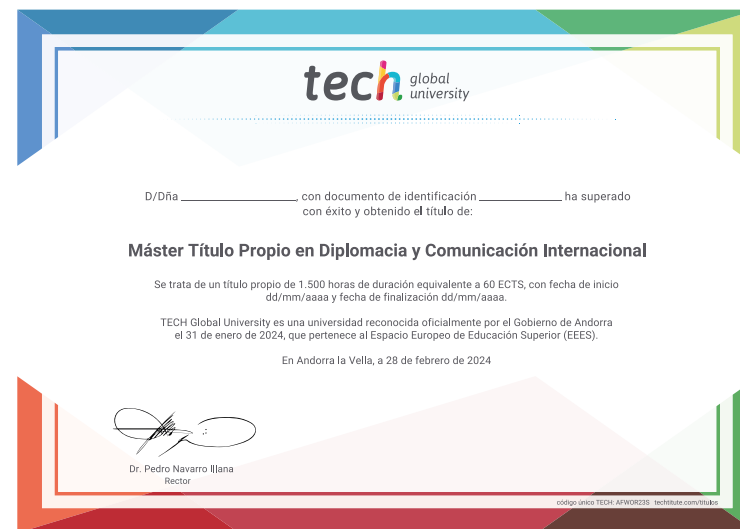 tech global university
D/Dña ______________, con documento de identificación __________ ha superado
con éxito y obtenido el título de:
Máster Título Propio en Diplomacia y Comunicación Internacional
Se trata de un título propio de 1.500 horas de duración equivalente a 60 ECTS, con fecha de inicio
dd/mm/aaaa y fecha de finalización dd/mm/aaaa.
TECH Global University es una universidad reconocida oficialmente por el Gobierno de Andorra
el 31 de enero de 2024, que pertenece al Espacio Europeo de Educación Superior (EEES).
En Andorra la Vella, a 28 de febrero de 2024
Dr. Pedro Navarro Illana
Rector
código único TECH: AFWOR23S techtitute.com/titulos